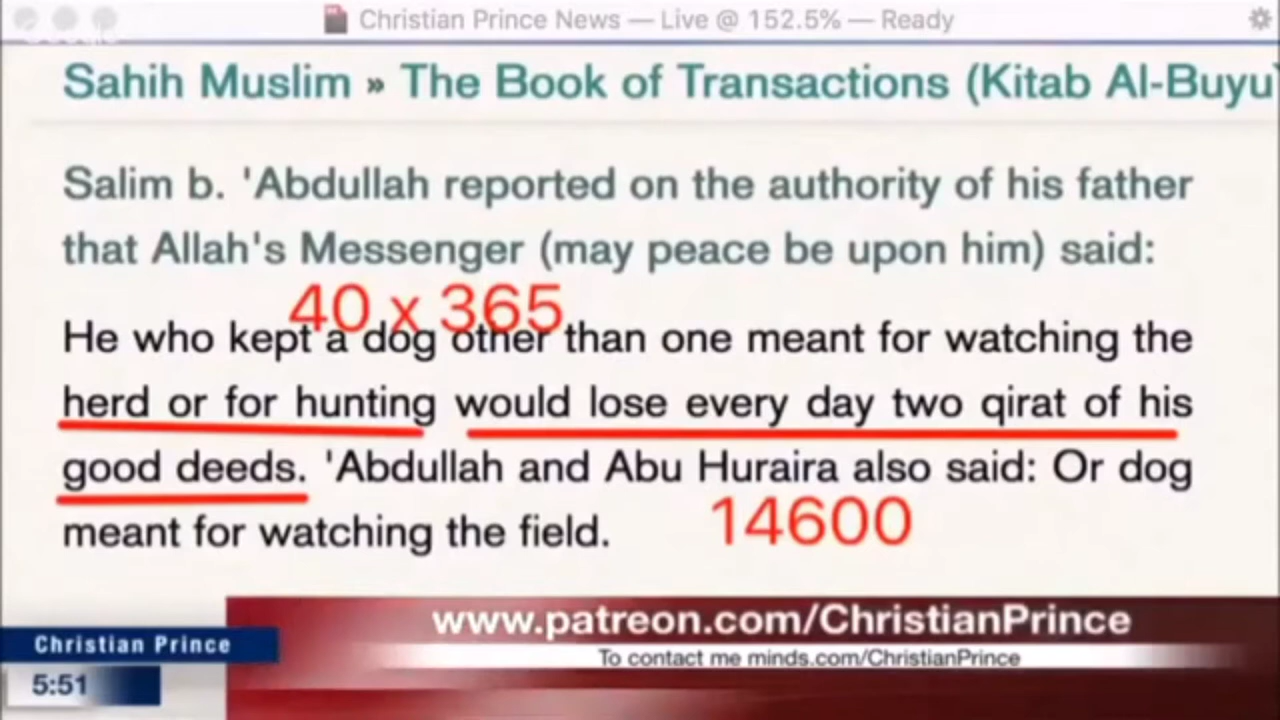 Christian Prince News — Live @ 152.5% — Ready
Sahih Muslim » The Book of Transactions (Kitab Al-Buyu'
Salim b. 'Abdullah reported on the authority of his father
that Allah's Messenger (may peace be upon him) said:
40 x 365
He who kept a dog other than one meant for watching the
herd or for hunting would lose every day two qirat of his
good deeds. 'Abdullah and Abu Huraira also said: Or dog
meant for watching the field.
14600
www.patreon.com/ChristianPrince
Christian Prince
To contact me minds.com/ChristianPrince
5:51